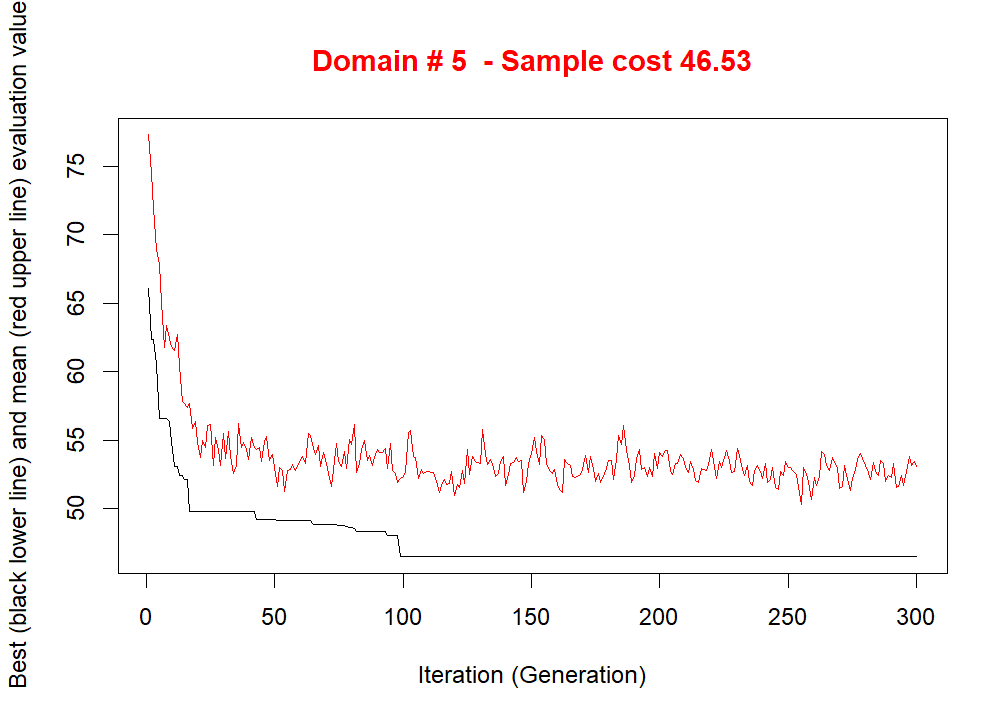 Domain # 5  - Sample cost 46.53
Best (black lower line) and mean (red upper line) evaluation value
75
70
65
60
55
50
0 50 100 150 200 250 300
Iteration (Generation)